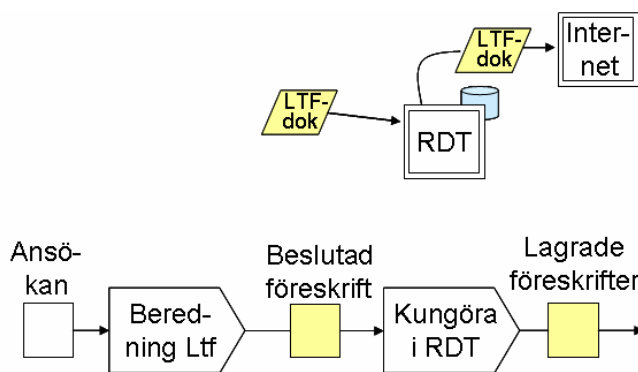 LTF-
dok
Inter-
net
LTF-
dok
RDT
Ansö-
kan
Bered-
ning Ltf
Beslutad
föreskrift
Kungöra
i RDT
Lagrade
föreskrifter